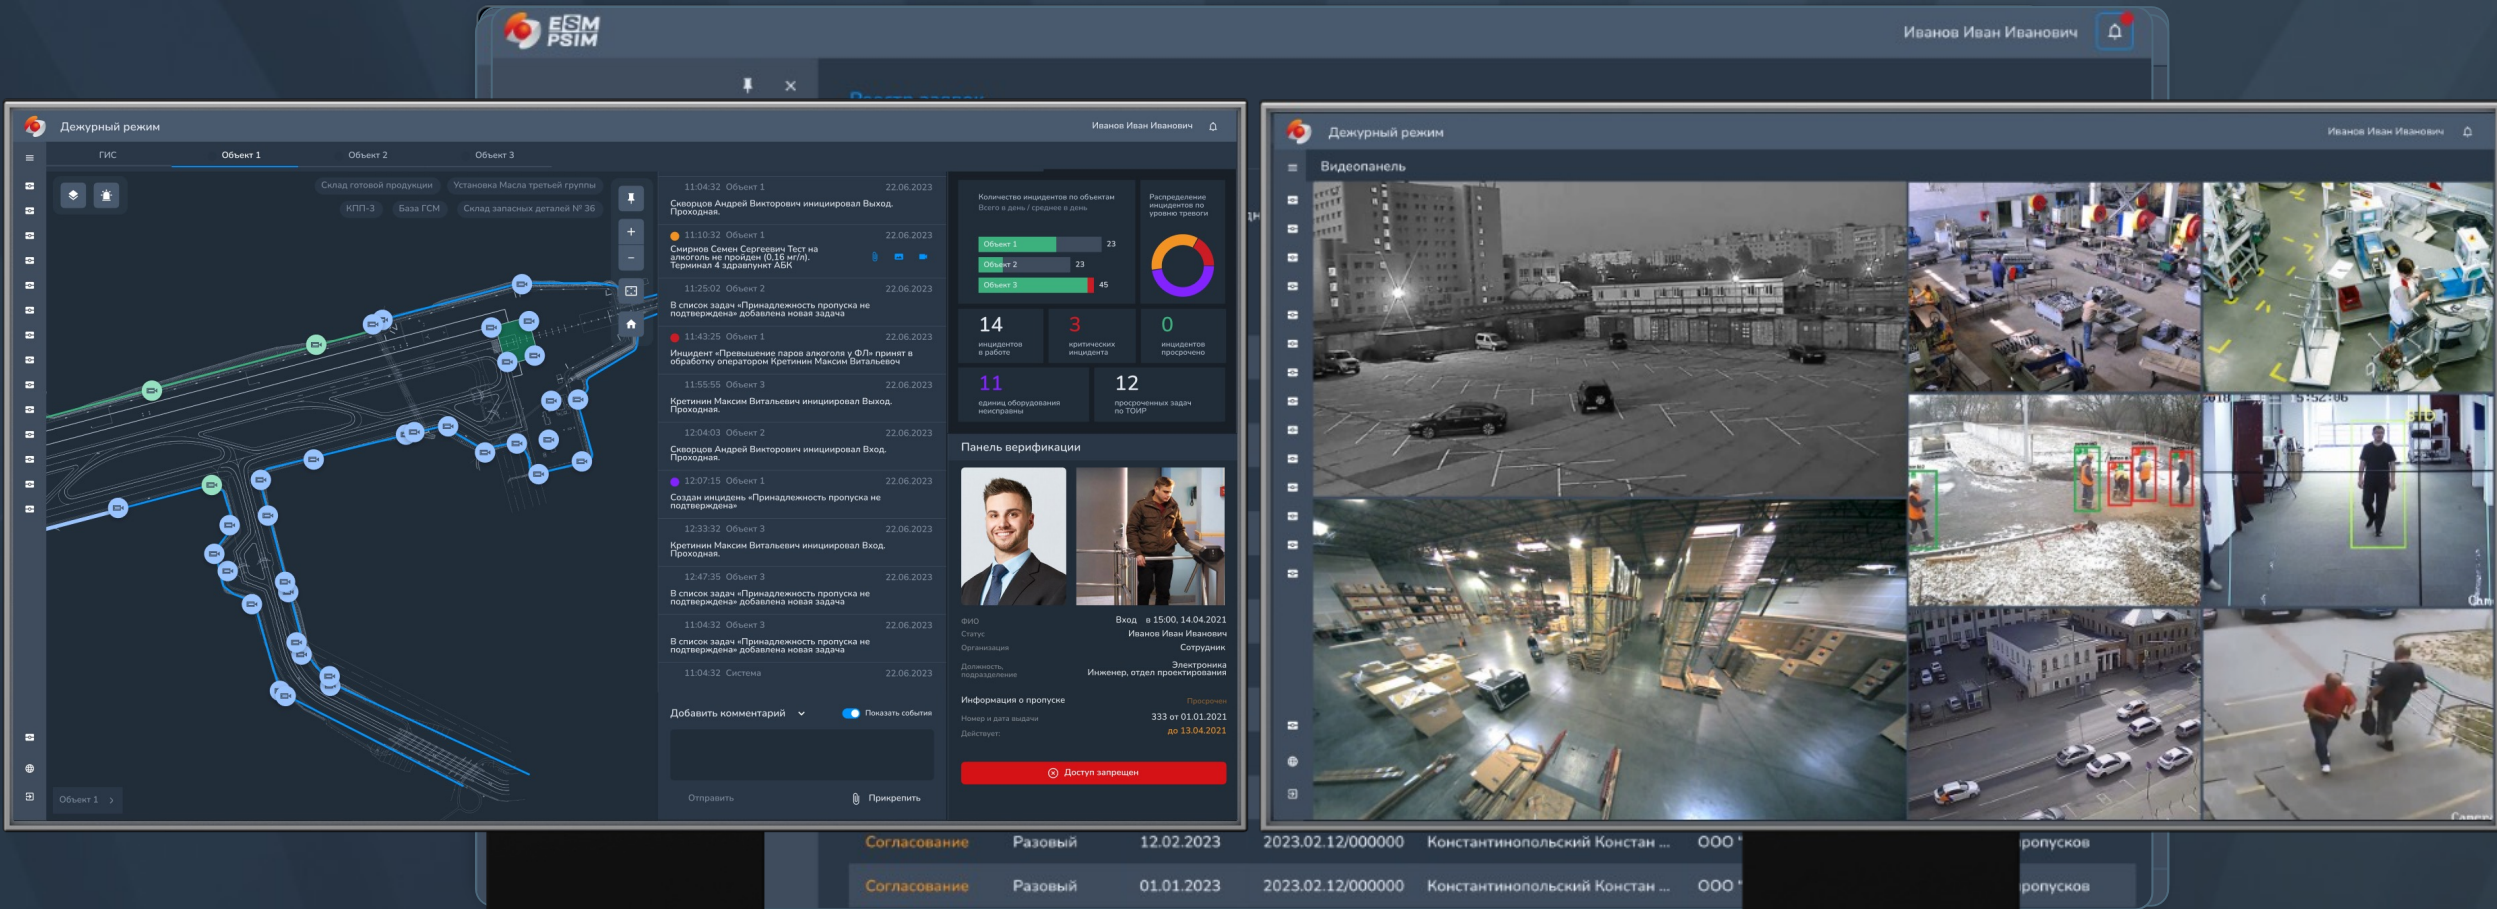 ESM
PSIM
Иванов Иван Иванович
Дежурный режим
Иванов Иван Иванович
ГИС
Объект 1
Объект 2
Объект 3
Склад готовой продукции
Установка Масла третьей группы
КПП-3
База ГСМ
Склад запасных деталей № 36
Объект 1
11:04:32 Объект 1 22.06.2023
Скворцов Андрей Викторович инициировал Выход.
Проходная.
11:10:32 Объект 1 22.06.2023
Смирнов Семен Сергеевич Тест на
алкоголь не пройден (0,16 мг/л).
Терминал 4 здравпункт АБК
11:25:02 Объект 2 22.06.2023
В список задач «Принадлежность пропуска не
подтверждена» добавлена новая задача
11:43:25 Объект 1 22.06.2023
Инцидент «Превышение паров алкоголя у ФЛ» принят в
обработку оператором Кретинин Максим Витальевоч
11:55:55 Объект 3 22.06.2023
Кретинин Максим Витальевич инициировал Выход.
Проходная.
12:04:03 Объект 2 22.06.2023
Скворцов Андрей Викторович инициировал Вход.
Проходная.
12:07:15 Объект 1 22.06.2023
Создан инцидень «Принадлежность пропуска не
подтверждена»
12:33:32 Объект 3 22.06.2023
Кретинин Максим Витальевич инициировал Вход.
Проходная.
12:47:35 Объект 3 22.06.2023
В список задач «Принадлежность пропуска не
подтверждена» добавлена новая задача
11:04:32 Объект 3 22.06.2023
В список задач «Принадлежность пропуска не
подтверждена» добавлена новая задача
11:04:32 Система 22.06.2023
Добавить комментарий
Показать события
Отправить
Прикрепить
Количество инцидентов по объектам
Всего в день / среднее в день
Объект 1 23
Объект 2 23
Объект 3 45
Распределение
инцидентов по
уровню тревоги
14
инцидентов
в работе
3
критических
инцидента
0
инцидентов
просрочено
11
единиц оборудования
неисправны
12
просроченных задач
по ТОИР
Панель верификации
Вход в 15:00, 14.04.2021
ФИО Иванов Иван Иванович
Статус Сотрудник
Организация Электроника
Должность,
подразделение
Инженер, отдел проектирования
Информация о пропуске Просрочен
Номер и дата выдачи 333 от 01.01.2021
Действует: до 13.04.2021
Доступ запрещен
Дежурный режим
Иванов Иван Иванович
Видеопанель
2018
15:52:06
Cam
Camer
Согласование Разовый 12.02.2023 2023.02.12/000000 Константинопольский Констан ... ООО "
ропусков
Согласование Разовый 01.01.2023 2023.02.12/000000 Константинопольский Констан ... ООО "
ропусков